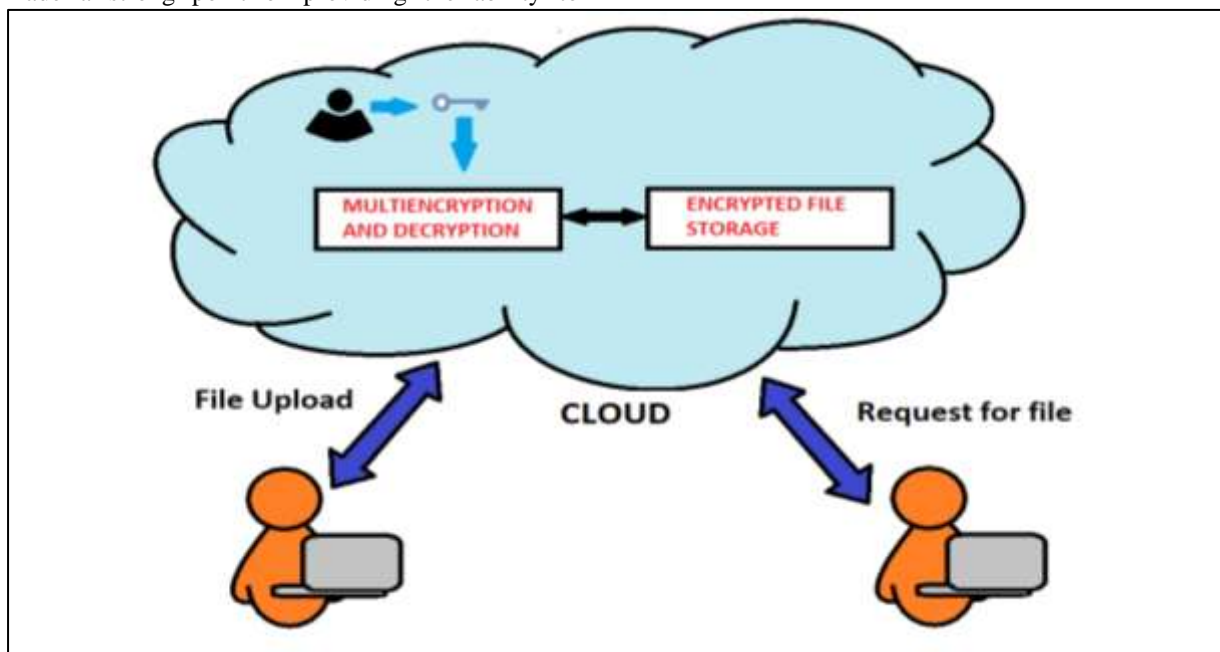 MULTIENCRYPTION
AND DECRYPTION
ENCRYPTED FILE
STORAGE
File Upload
CLOUD
Request for file